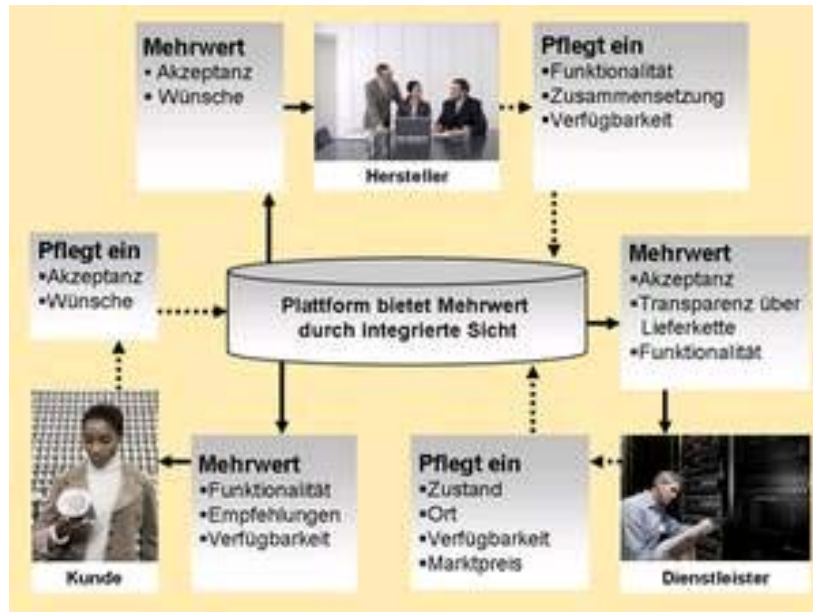 Mehrwert
• Akzeptanz
• Wünsche
Hersteller
Pflegt ein
▪Funktionalität
▪Zusammensetzung
▪Verfügbarkeit
Pflegt ein
▪Akzeptanz
▪Wünsche
Plattform bietet Mehrwert
durch integrierte Sicht
Mehrwert
▪Akzeptanz
▪Transparenz über
Lieferkette
▪Funktionalität
Kunde
Mehrwert
▪Funktionalität
▪Empfehlungen
▪Verfügbarkeit
Pflegt ein
▪Zustand
▪Ort
▪Verfügbarkeit
▪Marktpreis
Dienstleister